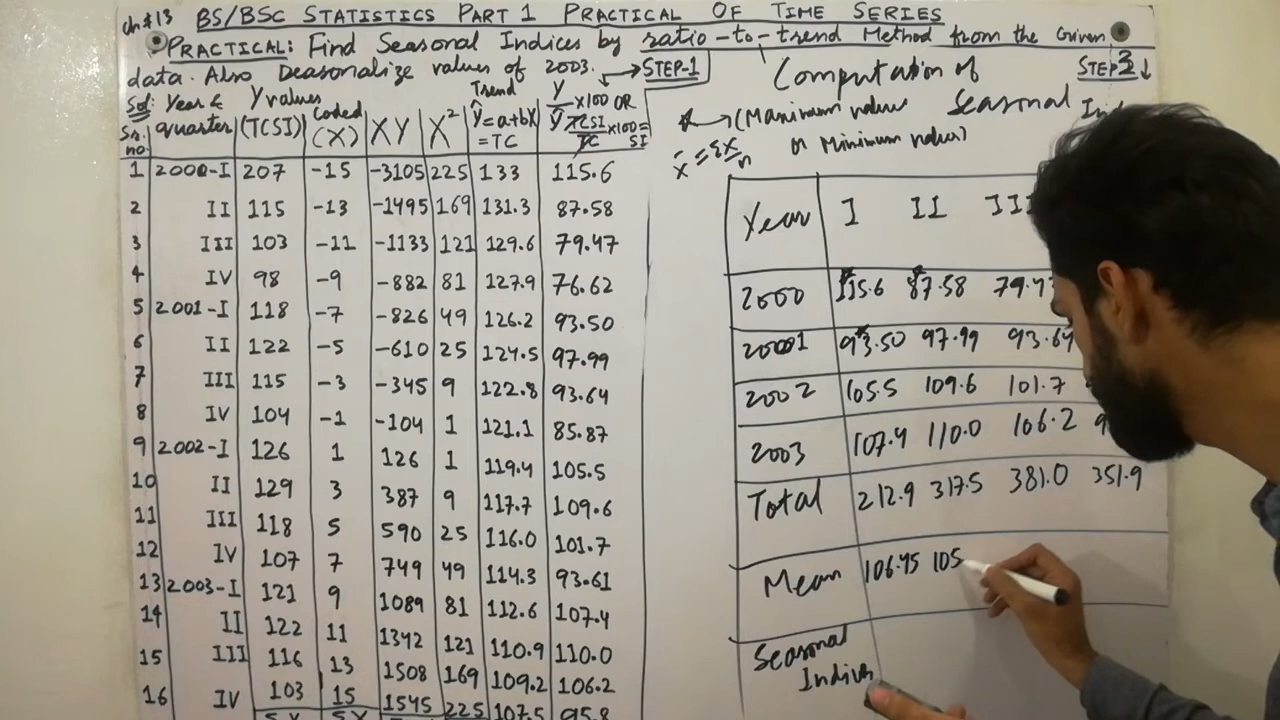 Ch # 13 BS/BSC STATISTICS PART 1 PRACTICAL OF TIME SERIES
PRACTICAL: Find Seasonal Indices by ratio-to-trend Method from the Given
data. Also Deasonalize values of 2003. → STEP-1
Computation of STEP 3 ↓
(Maximum value Seasonal
or Minimum value)
x̄ = Σx/n
Sol: Year & Y values Trend Y/Ŷ ×100 OR
Sr. no. quarter (TCSI) Coded (X) XY X² Ŷ=a+bX =TC TCSI/TC ×100= SI
1 2000-I 207 -15 -3105 225 133 115.6
2 II 115 -13 -1495 169 131.3 87.58
3 III 103 -11 -1133 121 129.6 79.47
4 IV 98 -9 -882 81 127.9 76.62
5 2001-I 118 -7 -826 49 126.2 93.50
6 II 122 -5 -610 25 124.5 97.99
7 III 115 -3 -345 9 122.8 93.64
8 IV 104 -1 -104 1 121.1 85.87
9 2002-I 126 1 126 1 119.4 105.5
10 II 129 3 387 9 117.7 109.6
11 III 118 5 590 25 116.0 101.7
12 IV 107 7 749 49 114.3 93.61
13 2003-I 121 9 1089 81 112.6 107.4
14 II 122 11 1342 121 110.9 110.0
15 III 116 13 1508 169 109.2 106.2
16 IV 103 15 1545 225 107.5 95.8
Year I II III
2000 115.6 87.58 79.47
20001 93.50 97.99 93.64
2002 105.5 109.6 101.7
2003 107.4 110.0 106.2
Total 212.9 317.5 381.0 351.9
Mean 106.45 105
Seasonal
Indices